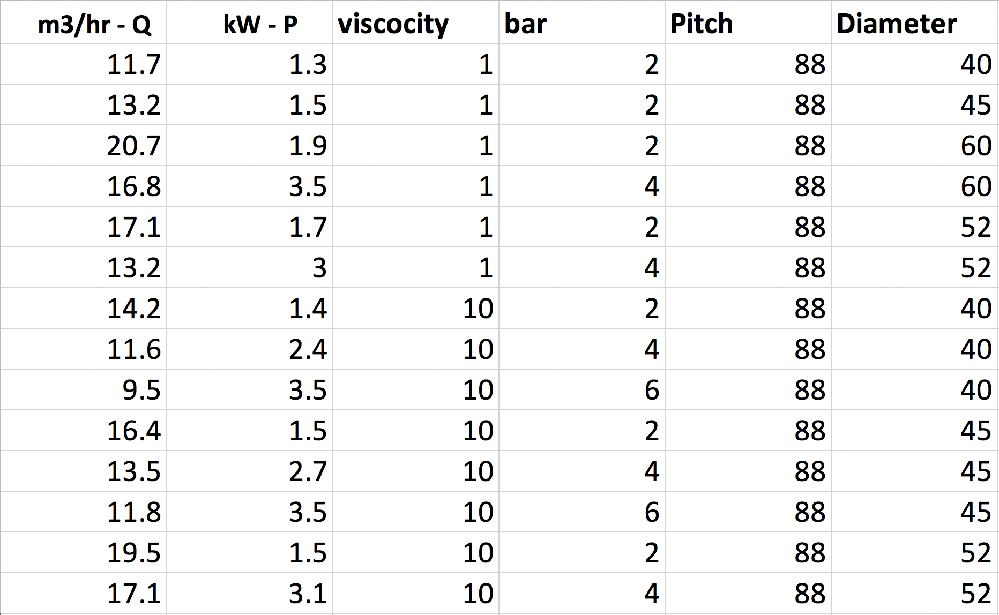 m3/hr - Q kW - P viscocity bar Pitch Diameter
11.7 1.3 1 2 88 40
13.2 1.5 1 2 88 45
20.7 1.9 1 2 88 60
16.8 3.5 1 4 88 60
17.1 1.7 1 2 88 52
13.2 3 1 4 88 52
14.2 1.4 10 2 88 40
11.6 2.4 10 4 88 40
9.5 3.5 10 6 88 40
16.4 1.5 10 2 88 45
13.5 2.7 10 4 88 45
11.8 3.5 10 6 88 45
19.5 1.5 10 2 88 52
17.1 3.1 10 4 88 52